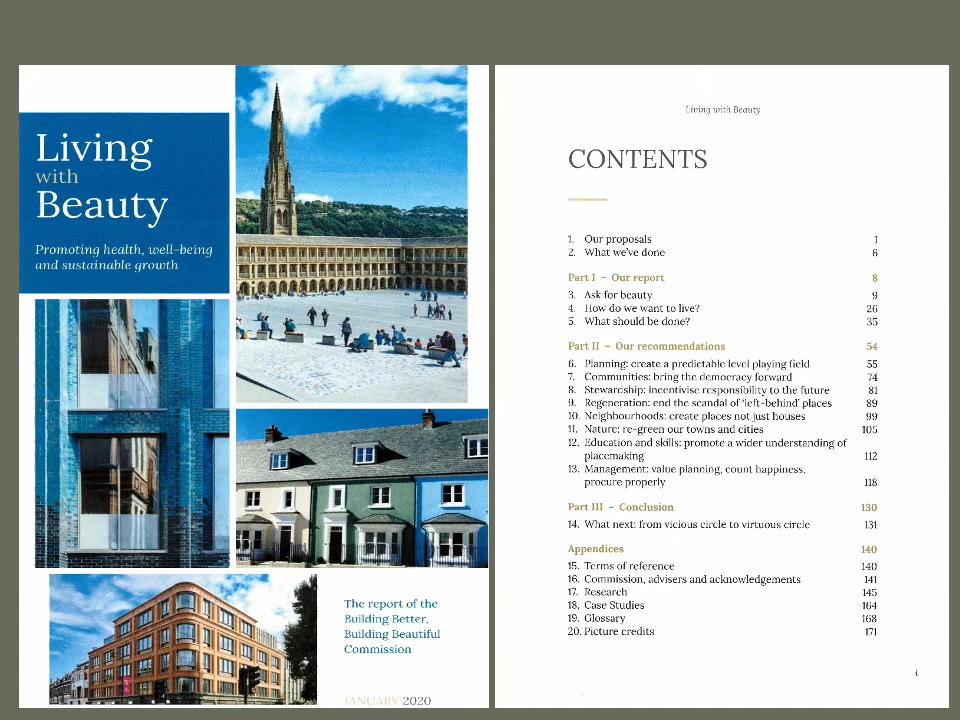 Living
with
Beauty
Promoting health, well-being
and sustainable growth
The report of the
Building Better,
Building Beautiful
Commission
JANUARY 2020
Living with Beauty
CONTENTS
1. Our proposals 1
2. What we've done 6
Part I – Our report 8
3. Ask for beauty 9
4. How do we want to live? 26
5. What should be done? 35
Part II – Our recommendations 54
6. Planning: create a predictable level playing field 55
7. Communities: bring the democracy forward 74
8. Stewardship: incentivise responsibility to the future 81
9. Regeneration: end the scandal of 'left-behind' places 89
10. Neighbourhoods: create places not just houses 99
11. Nature: re-green our towns and cities 105
12. Education and skills: promote a wider understanding of
placemaking 112
13. Management: value planning, count happiness,
procure properly 118
Part III – Conclusion 130
14. What next: from vicious circle to virtuous circle 131
Appendices 140
15. Terms of reference 140
16. Commission, advisers and acknowledgements 141
17. Research 145
18. Case Studies 164
19. Glossary 168
20. Picture credits 171
i